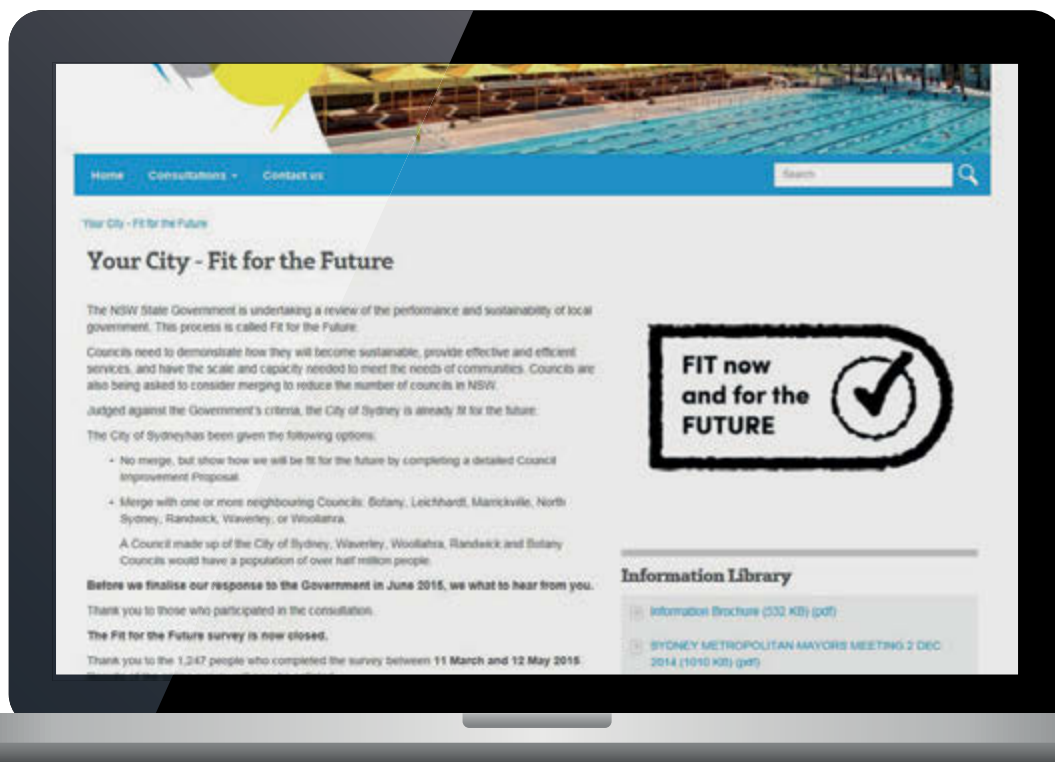 Home Consultations Contact us Search
Your City - Fit for the Future
Your City - Fit for the Future
The NSW State Government is undertaking a review of the performance and sustainability of local
government. This process is called Fit for the Future.
Councils need to demonstrate how they will become sustainable, provide effective and efficient
services, and have the scale and capacity needed to meet the needs of communities. Councils are
also being asked to consider merging to reduce the number of councils in NSW.
Judged against the Government's criteria, the City of Sydney is already fit for the future.
The City of Sydneyhas been given the following options:
• No merge, but show how we will be fit for the future by completing a detailed Council
Improvement Proposal.
• Merge with one or more neighbouring Councils: Botany, Leichhardt, Marrickville, North
Sydney, Randwick, Waverley, or Woollahra.
A Council made up of the City of Sydney, Waverley, Woollahra, Randwick and Botany
Councils would have a population of over half million people.
Before we finalise our response to the Government in June 2015, we what to hear from you.
Thank you to those who participated in the consultation.
The Fit for the Future survey is now closed.
Thank you to the 1,247 people who completed the survey between 11 March and 12 May 2015.
FIT now
and for the
FUTURE
Information Library
Information Brochure (532 KB) (pdf)
SYDNEY METROPOLITAN MAYORS MEETING 2 DEC
2014 (1010 KB) (pdf)